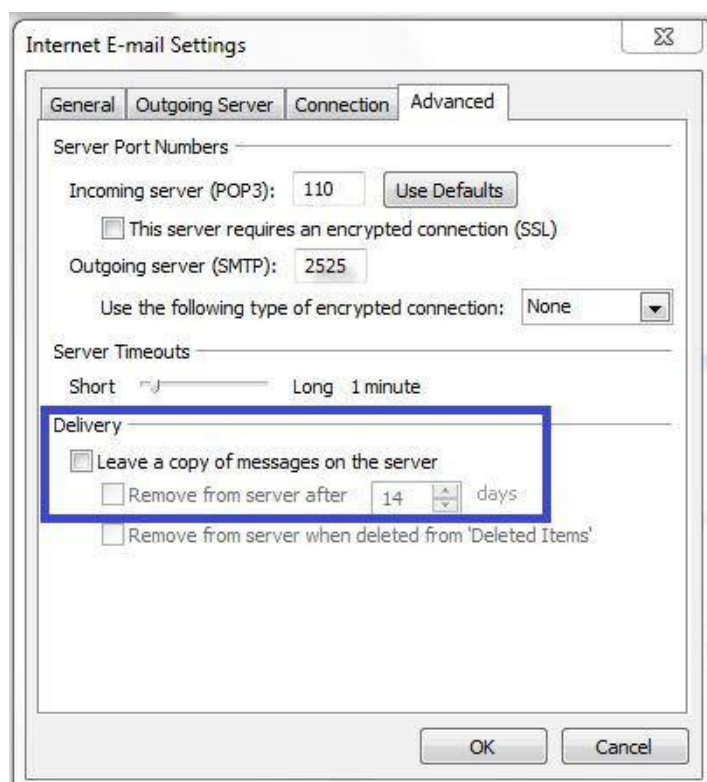 Internet E-mail Settings
General Outgoing Server Connection Advanced
Server Port Numbers
Incoming server (POP3): 110 Use Defaults
This server requires an encrypted connection (SSL)
Outgoing server (SMTP): 2525
Use the following type of encrypted connection: None
Server Timeouts
Short Long 1 minute
Delivery
Leave a copy of messages on the server
Remove from server after 14 days
Remove from server when deleted from 'Deleted Items'
OK Cancel